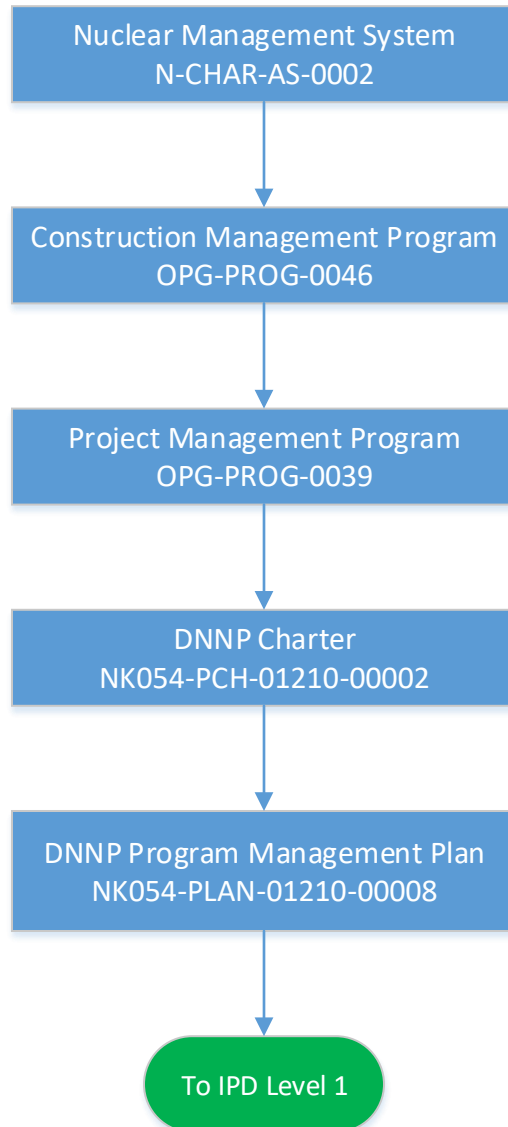 Nuclear Management System
N-CHAR-AS-0002
Construction Management Program
OPG-PROG-0046
Project Management Program
OPG-PROG-0039
DNNP Charter
NK054-PCH-01210-00002
DNNP Program Management Plan
NK054-PLAN-01210-00008
To IPD Level 1